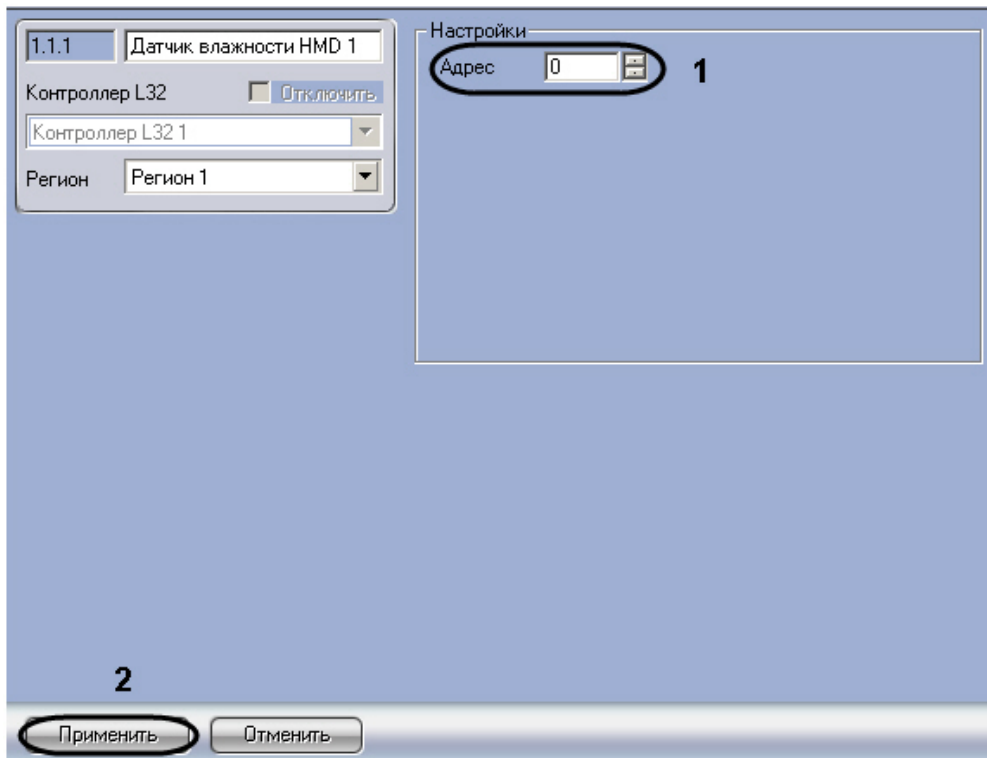 1.1.1 Датчик влажности HMD 1
Контроллер L32 Отключить
Контроллер L32 1
Регион Регион 1
Настройки
Адрес 0 1
2
Применить Отменить